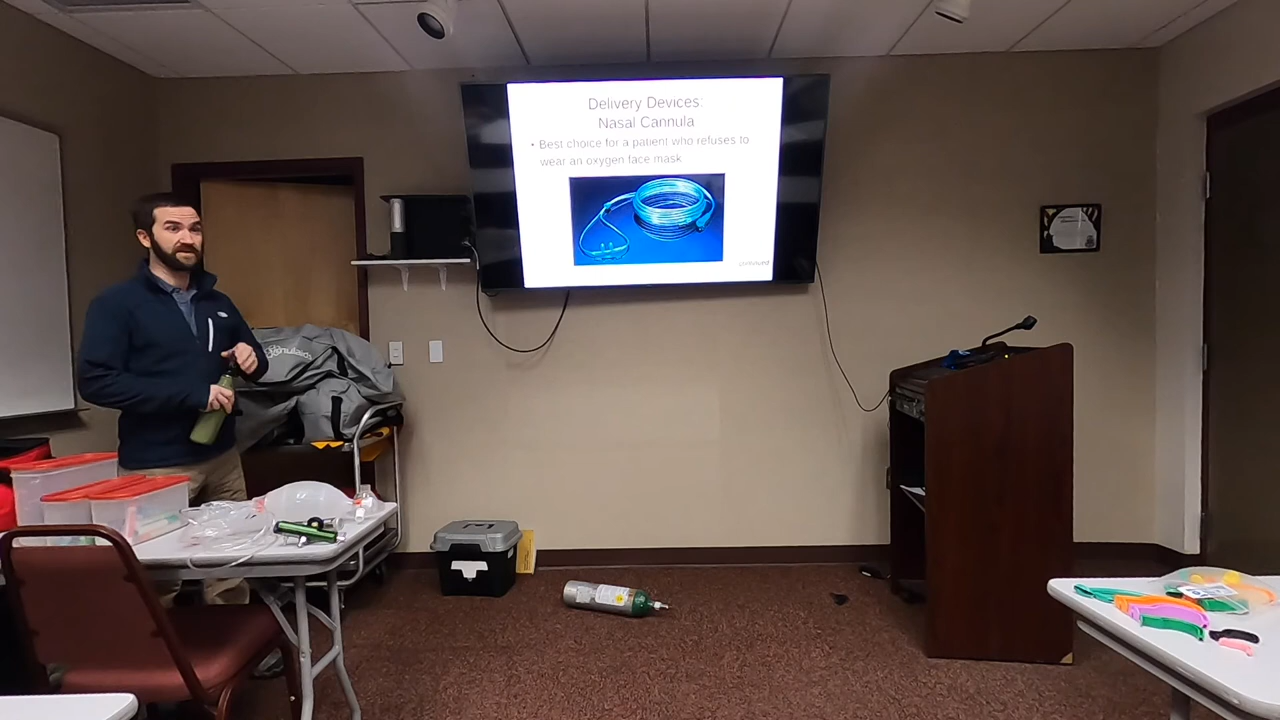 Delivery Devices:
Nasal Cannula
• Best choice for a patient who refuses to
wear an oxygen face mask